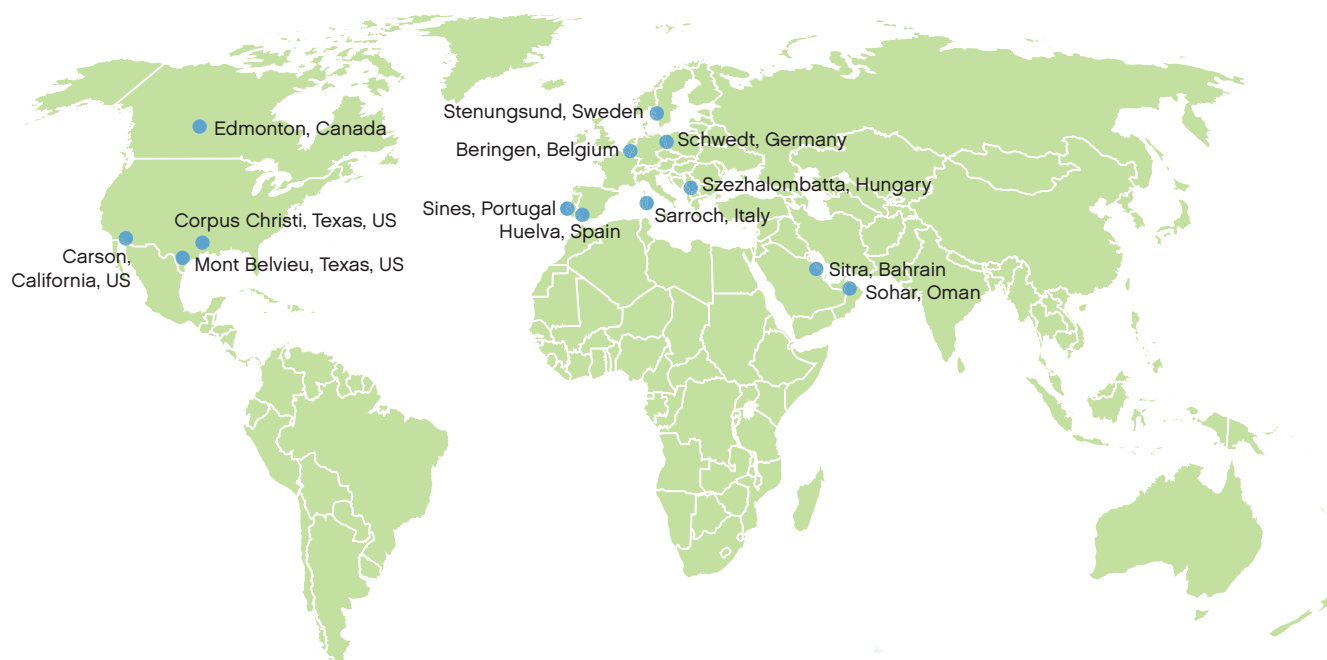 Stenungsund, Sweden
Edmonton, Canada
Schwedt, Germany
Beringen, Belgium
Szezhalombatta, Hungary
Sines, Portugal
Sarroch, Italy
Corpus Christi, Texas, US
Huelva, Spain
Carson,
California, US
Mont Belvieu, Texas, US
Sitra, Bahrain
Sohar, Oman